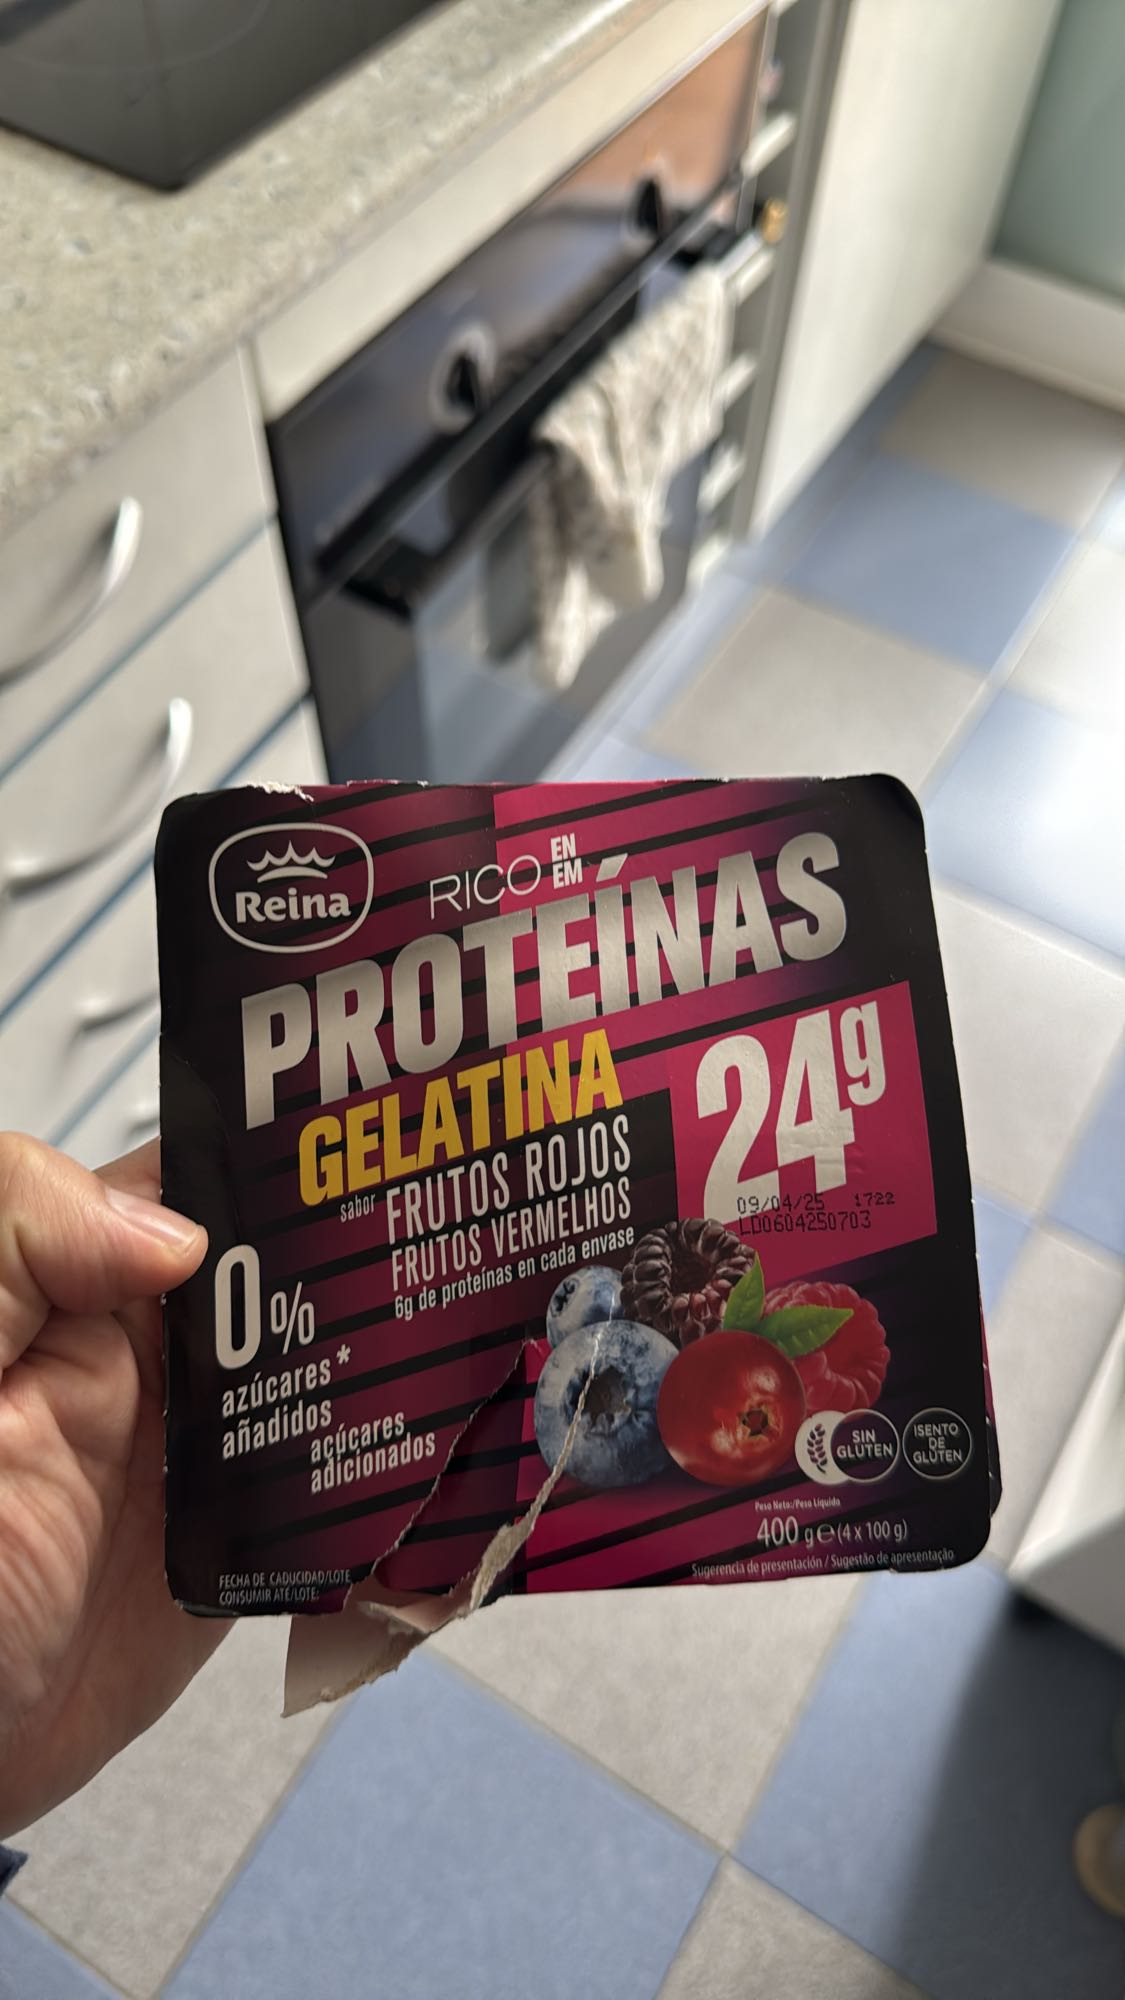 Reina
RICO EN
EM
PROTEÍNAS
GELATINA
24g
sabor FRUTOS ROJOS
FRUTOS VERMELHOS
6g de proteínas en cada envase
09/04/25 1722
LD0604250703
0%
azúcares*
añadidos
açúcares
adicionados
SIN
GLUTEN
ISENTO
DE
GLUTEN
Peso Neto:/Peso Líquido
400 g e (4 x 100 g)
Sugerencia de presentación / Sugestão de apresentação
FECHA DE CADUCIDAD/LOTE
CONSUMIR ATÉ/LOTE: